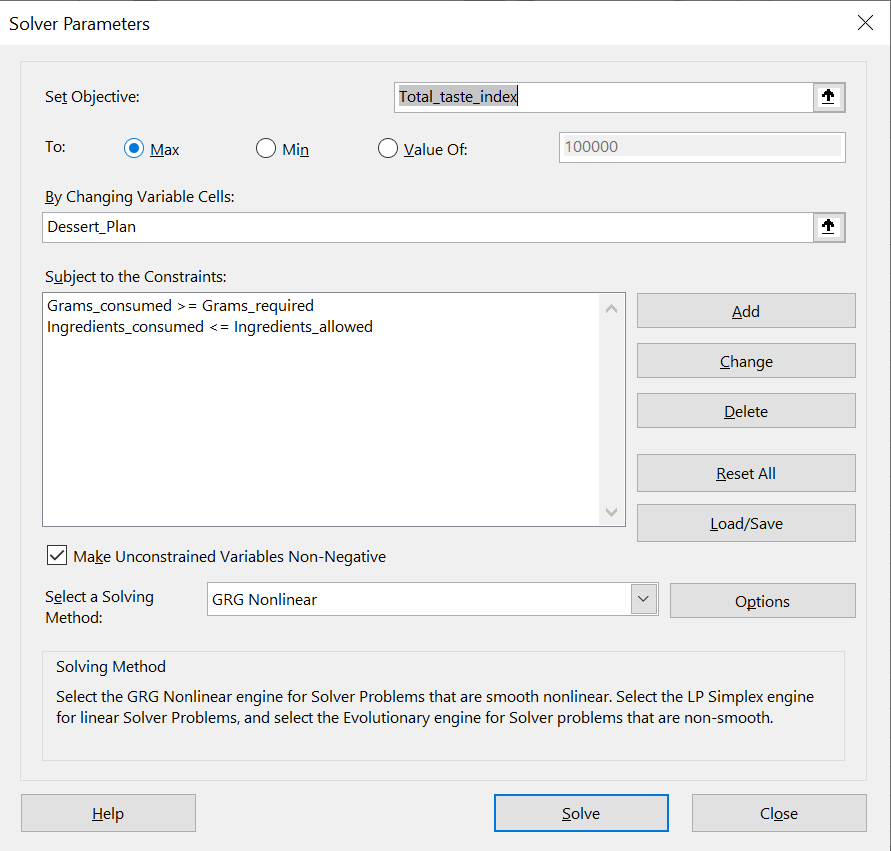 Solver Parameters
Set Objective:
Total_taste_index
To:
Max
Min
Value Of:
100000
By Changing Variable Cells:
Dessert_Plan
Subject to the Constraints:
Grams_consumed >= Grams_required
Ingredients_consumed <= Ingredients_allowed
Add
Change
Delete
Reset All
Load/Save
Make Unconstrained Variables Non-Negative
Select a Solving
Method:
GRG Nonlinear
Options
Solving Method
Select the GRG Nonlinear engine for Solver Problems that are smooth nonlinear. Select the LP Simplex engine
for linear Solver Problems, and select the Evolutionary engine for Solver problems that are non-smooth.
Help
Solve
Close